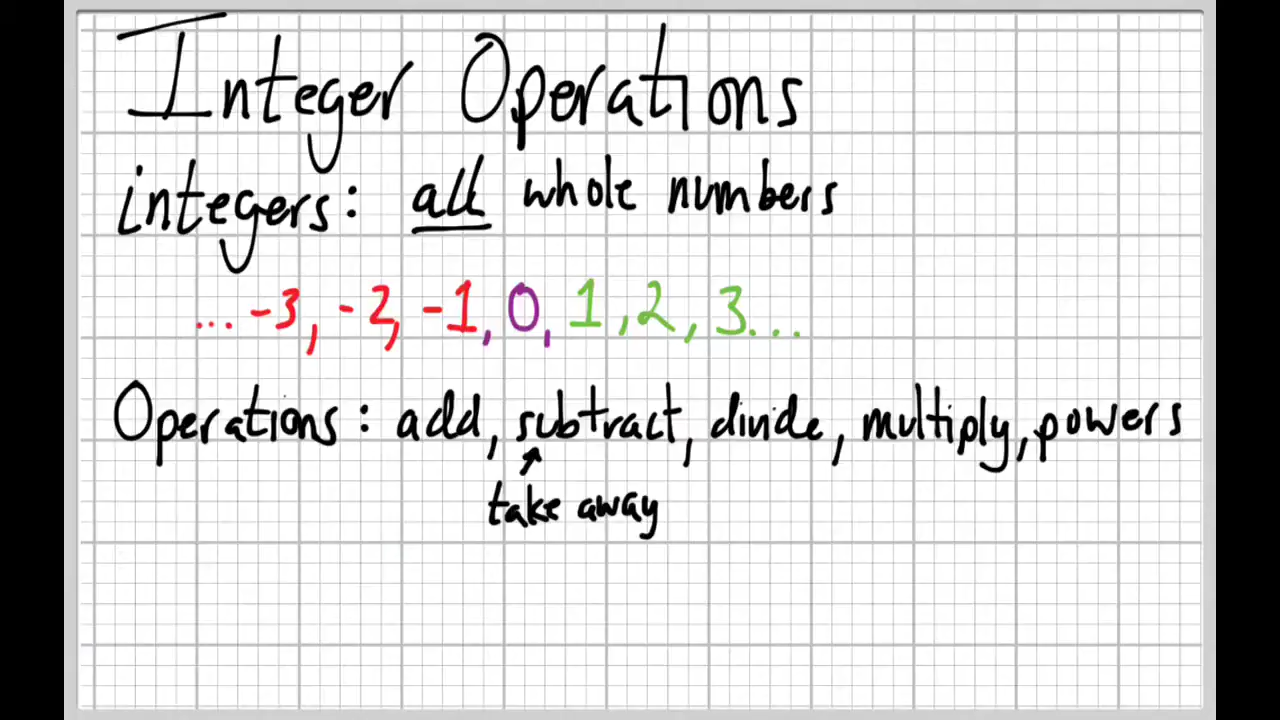 Integer Operations
integers: all whole numbers
... -3, -2, -1, 0, 1, 2, 3...
Operations: add, subtract, divide, multiply, powers
take away